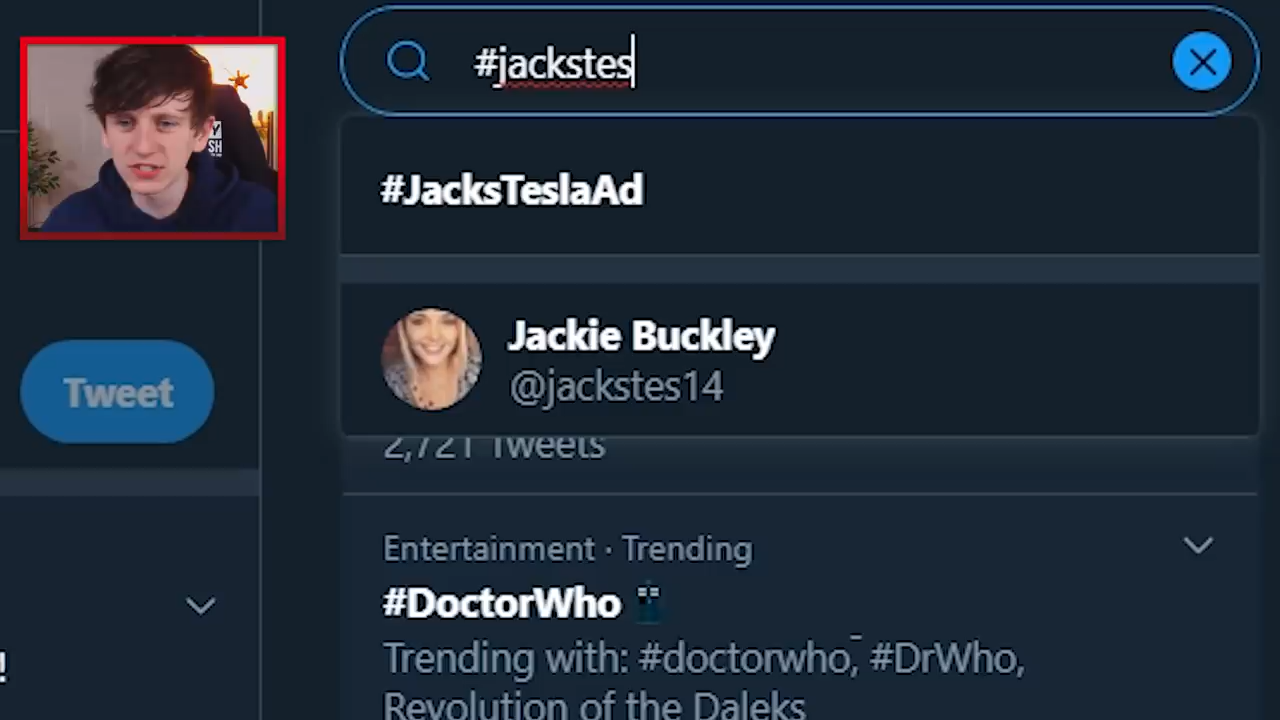 #jackstes
#JacksTeslaAd
Jackie Buckley
@jackstes14
Tweet
2,721 Tweets
Entertainment · Trending
#DoctorWho
Trending with: #doctorwho, #DrWho,
Revolution of the Daleks
!